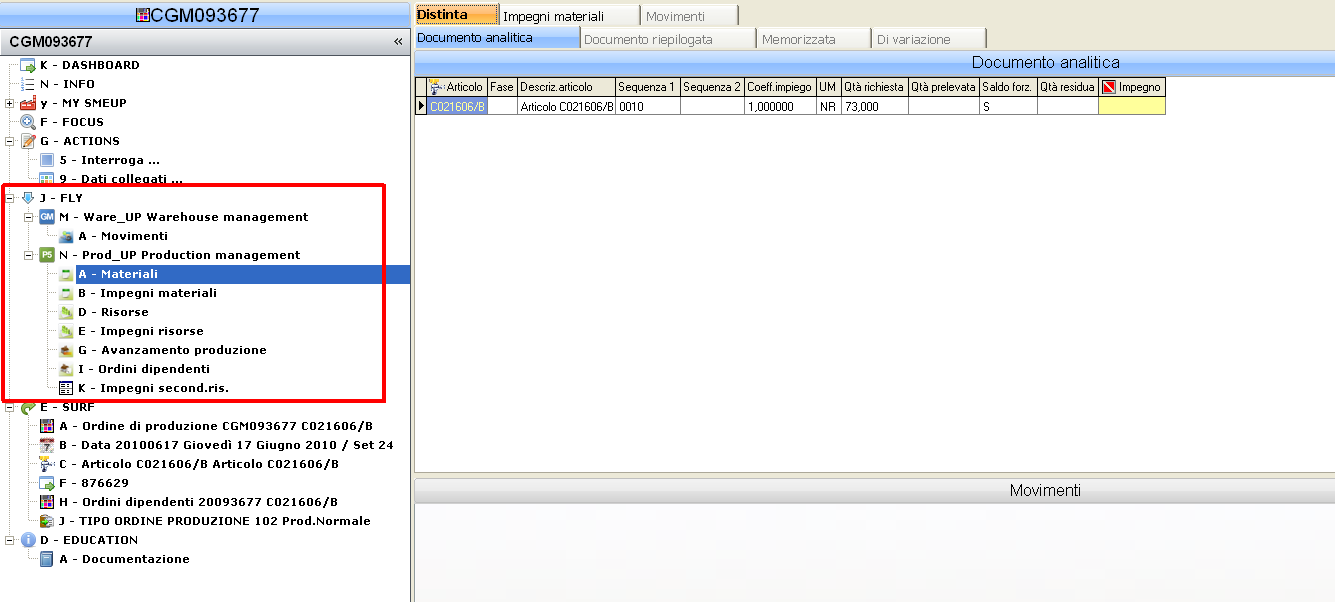 CGM093677
CGM093677 «
K - DASHBOARD
N - INFO
y - MY SMEUP
F - FOCUS
G - ACTIONS
5 - Interroga ...
9 - Dati collegati ...
J - FLY
GM M - Ware_UP Warehouse management
A - Movimenti
P5 N - Prod_UP Production management
A - Materiali
B - Impegni materiali
D - Risorse
E - Impegni risorse
G - Avanzamento produzione
I - Ordini dipendenti
K - Impegni second.ris.
E - SURF
A - Ordine di produzione CGM093677 C021606/B
7 B - Data 20100617 Giovedì 17 Giugno 2010 / Set 24
C - Articolo C021606/B Articolo C021606/B
F - 876629
H - Ordini dipendenti 20093677 C021606/B
J - TIPO ORDINE PRODUZIONE 102 Prod.Normale
D - EDUCATION
A - Documentazione
Distinta Impegni materiali Movimenti
Documento analitica Documento riepilogata Memorizzata Di variazione
Documento analitica
Articolo Fase Descriz.articolo Sequenza 1 Sequenza 2 Coeff.impiego UM Qtà richiesta Qtà prelevata Saldo forz. Qtà residua Impegno
C021606/B Articolo C021606/B 0010 1,000000 NR 73,000 S
Movimenti